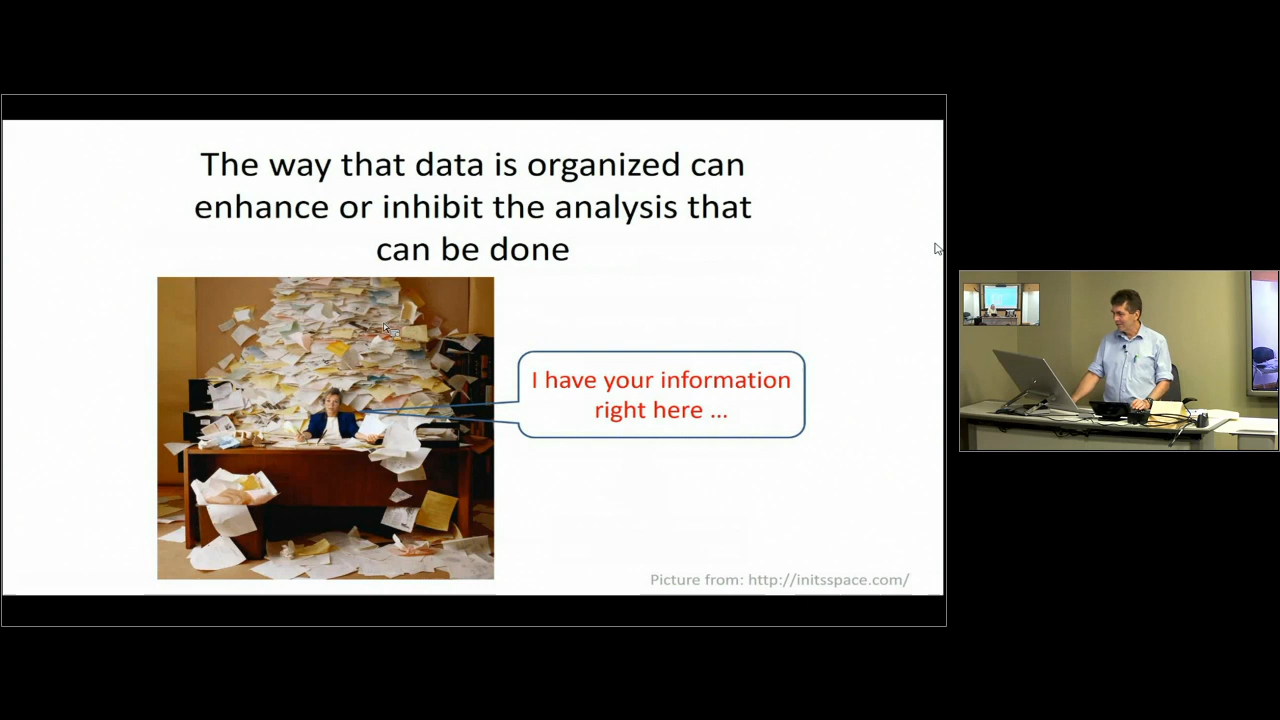 The way that data is organized can
enhance or inhibit the analysis that
can be done
I have your information
right here ...
Picture from: http://initsspace.com/